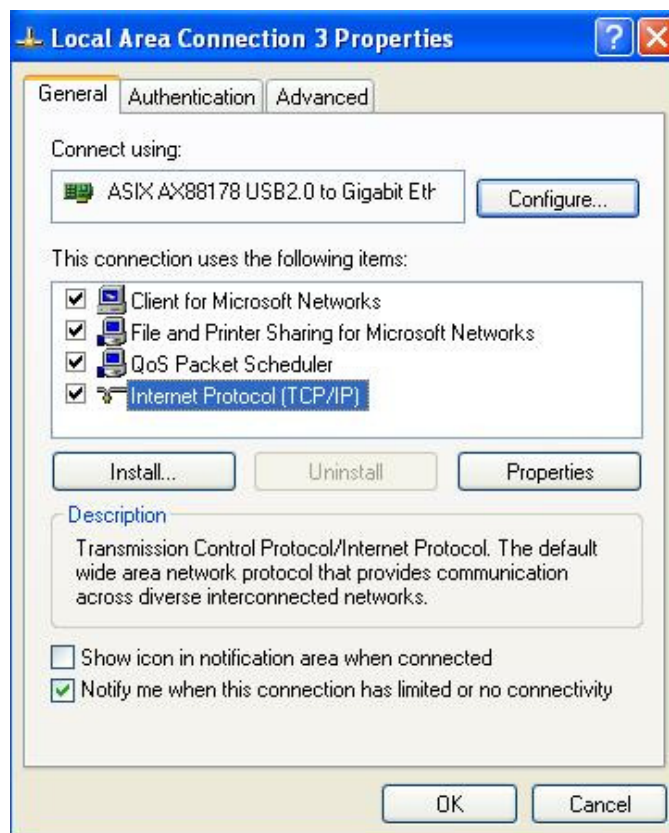 Local Area Connection 3 Properties
General Authentication Advanced
Connect using:
ASIX AX88178 USB2.0 to Gigabit Eth
Configure...
This connection uses the following items:
Client for Microsoft Networks
File and Printer Sharing for Microsoft Networks
QoS Packet Scheduler
Internet Protocol (TCP/IP)
Install... Uninstall Properties
Description
Transmission Control Protocol/Internet Protocol. The default
wide area network protocol that provides communication
across diverse interconnected networks.
Show icon in notification area when connected
Notify me when this connection has limited or no connectivity
OK Cancel